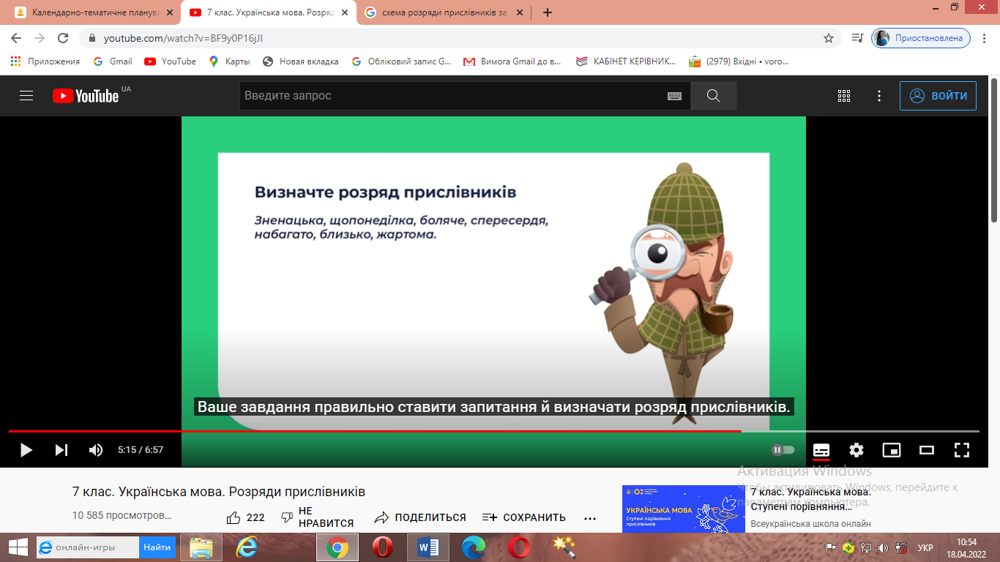 Календарно-тематичне планува
7 клас. Українська мова. Розряд
схема розряди прислівників за
youtube.com/watch?v=BF9y0P16jJI
Приостановлена
Приложения
Gmail
YouTube
Карты
Новая вкладка
Обліковий запис G...
Вимога Gmail до в...
КАБІНЕТ КЕРІВНИК...
(2979) Вхідні • voro...
YouTube UA
Введите запрос
ВОЙТИ
Визначте розряд прислівників
Зненацька, щопонеділка, боляче, спересердя,
набагато, близько, жартома.
Ваше завдання правильно ставити запитання й визначати розряд прислівників.
5:15 / 6:57
Активация Windows
Чтобы активировать Windows, перейдите к
параметрам компьютера.
7 клас. Українська мова. Розряди прислівників
10 585 просмотров...
222
НЕ
НРАВИТСЯ
ПОДЕЛИТЬСЯ
СОХРАНИТЬ
УКРАЇНСЬКА МОВА
Ступені порівняння
прислівників
7 клас. Українська мова.
Ступені порівняння...
Всеукраїнська школа онлайн
онлайн-игры
Найти
УКР
10:54
18.04.2022